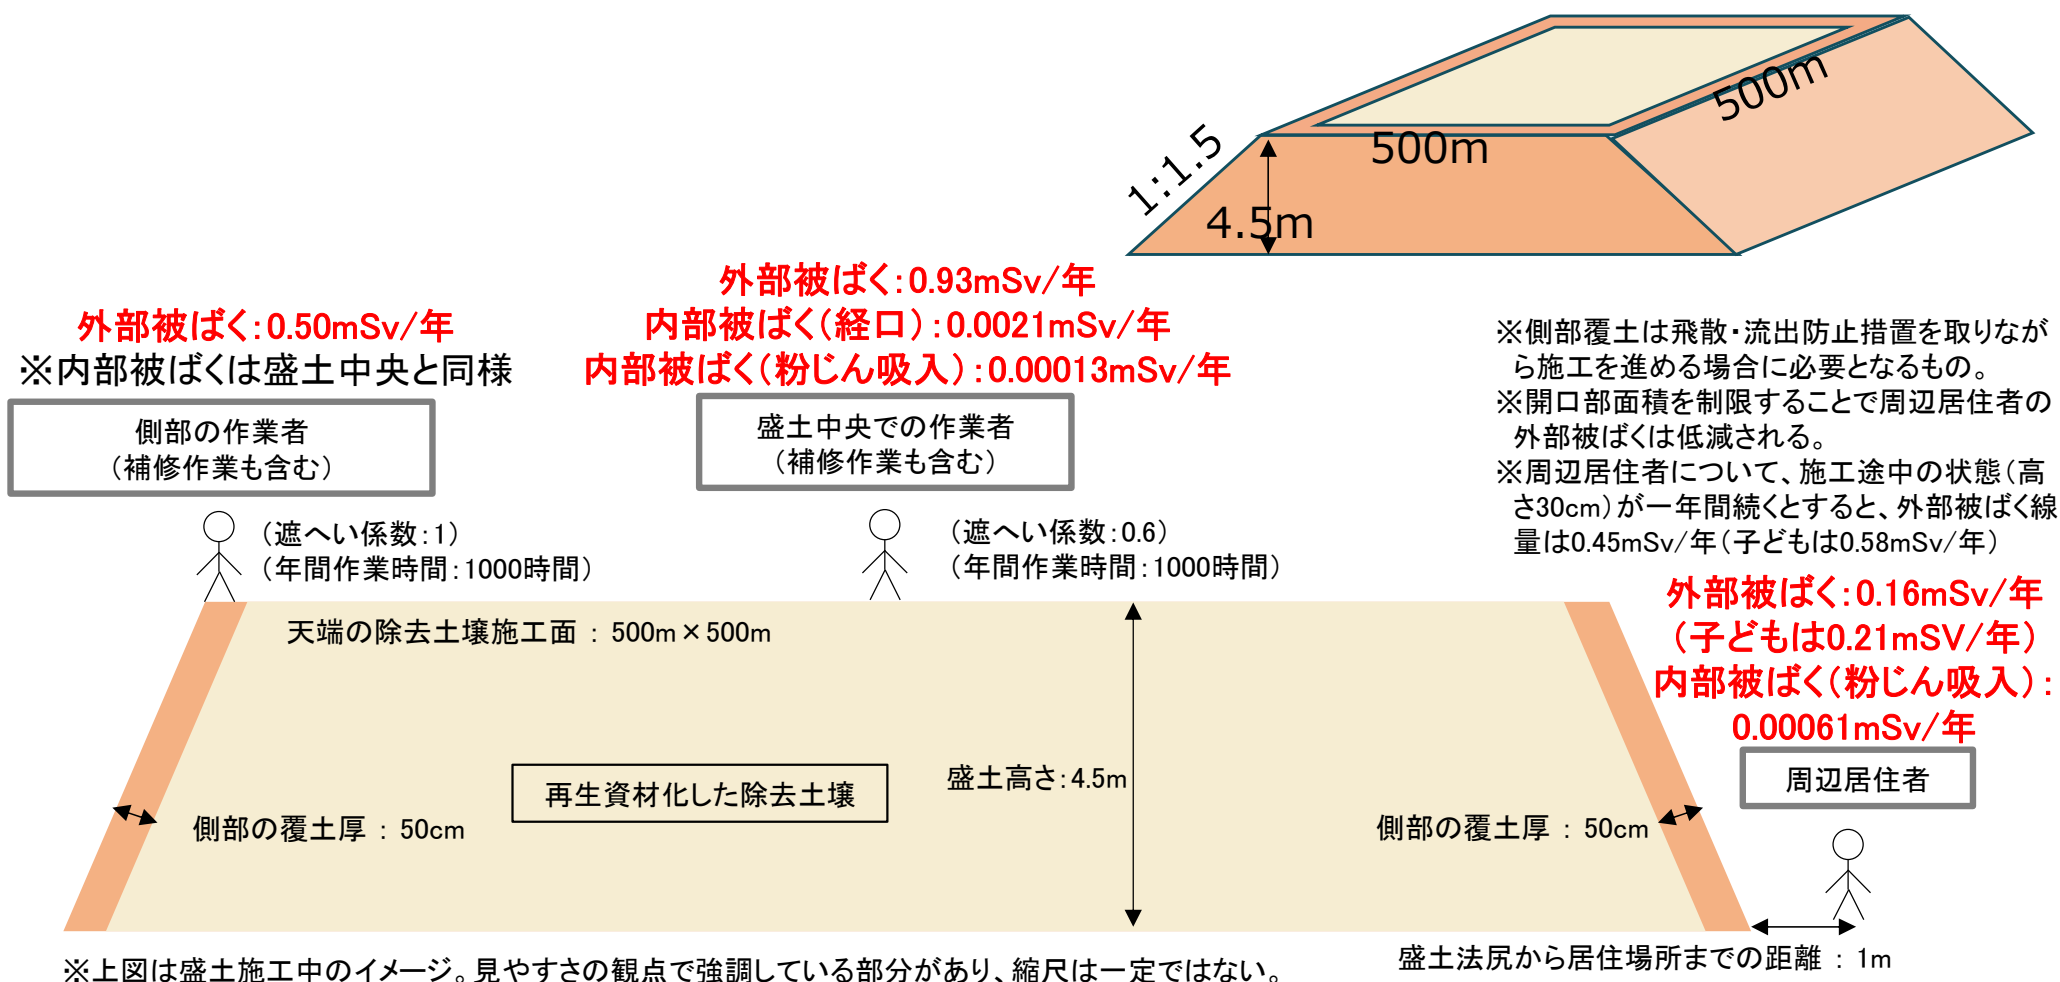 500m
500m
1:1.5
4.5m
外部被ばく:0.93mSv/年
内部被ばく(経口):0.0021mSv/年
内部被ばく(粉じん吸入):0.00013mSv/年
外部被ばく:0.50mSv/年
※内部被ばくは盛土中央と同様
側部の作業者
(補修作業も含む)
盛土中央での作業者
(補修作業も含む)
※側部覆土は飛散・流出防止措置を取りなが
ら施工を進める場合に必要となるもの。
※開口部面積を制限することで周辺居住者の
外部被ばくは低減される。
※周辺居住者について、施工途中の状態(高
さ30cm)が一年間続くとすると、外部被ばく線
量は0.45mSv/年(子どもは0.58mSv/年)
(遮へい係数:1)
(年間作業時間:1000時間)
(遮へい係数:0.6)
(年間作業時間:1000時間)
外部被ばく:0.16mSv/年
(子どもは0.21mSV/年)
内部被ばく(粉じん吸入):
0.00061mSv/年
周辺居住者
天端の除去土壌施工面 : 500m×500m
再生資材化した除去土壌
盛土高さ:4.5m
側部の覆土厚 : 50cm
側部の覆土厚 : 50cm
盛土法尻から居住場所までの距離 : 1m
※上図は盛土施工中のイメージ。見やすさの観点で強調している部分があり、縮尺は一定ではない。